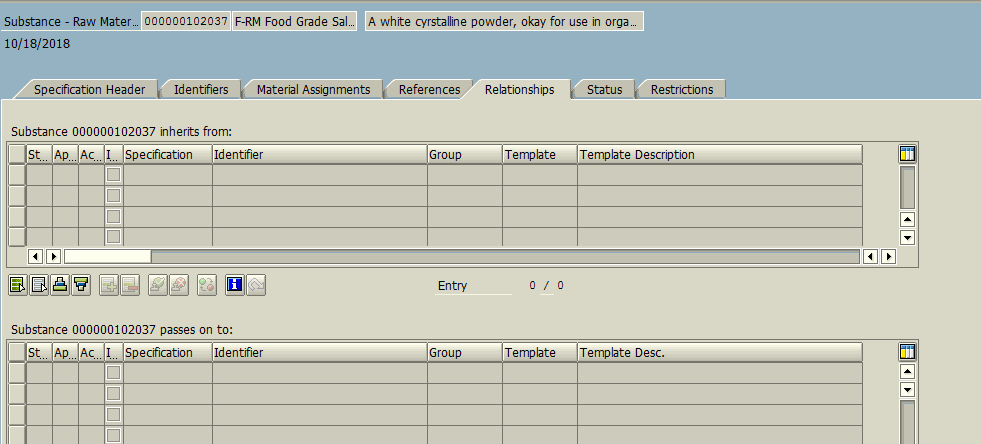 Substance - Raw Mater... 000000102037 F-RM Food Grade Sal... A white cyrstalline powder, okay for use in orga...
10/18/2018
Specification Header Identifiers Material Assignments References Relationships Status Restrictions
Substance 000000102037 inherits from:
St... Ap... Ac... I... Specification Identifier Group Template Template Description
Entry 0 / 0
Substance 000000102037 passes on to:
St... Ap... Ac... I... Specification Identifier Group Template Template Desc.